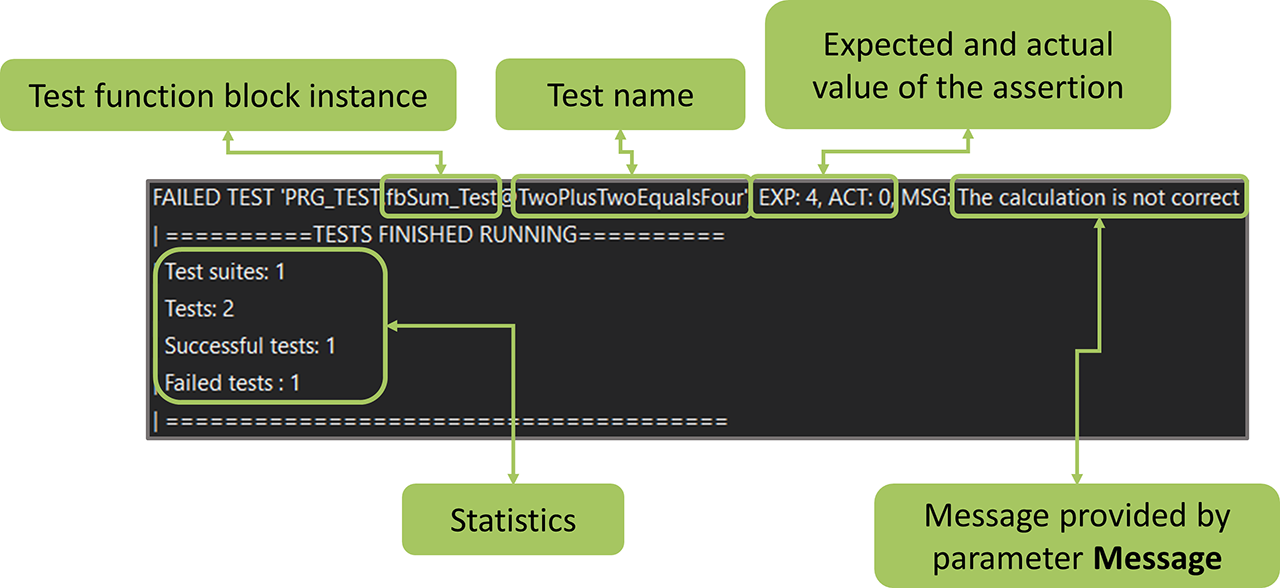 Expected and actual
value of the assertion
Test function block instance
Test name
FAILED TEST 'PRG_TEST.fbSum_Test@TwoPlusTwoEqualsFour', EXP: 4, ACT: 0, MSG: The calculation is not correct
| ==========TESTS FINISHED RUNNING==========
| Test suites: 1
| Tests: 2
| Successful tests: 1
| Failed tests : 1
| ======================================
Statistics
Message provided by
parameter Message